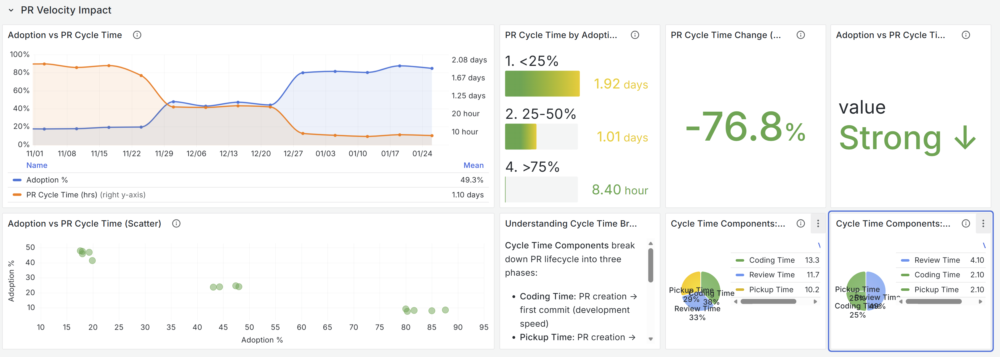 PR Velocity Impact
Adoption vs PR Cycle Time
100%
80%
60%
40%
20%
0%
2.08 days
1.67 days
1.25 days
20 hour
10 hour
11/01
11/08
11/15
11/22
11/29
12/06
12/13
12/20
12/27
01/03
01/10
01/17
01/24
Name
Mean
Adoption %
49.3%
PR Cycle Time (hrs) (right y-axis)
1.10 days
PR Cycle Time by Adopti...
1. <25%
1.92 days
2. 25-50%
1.01 days
4. >75%
8.40 hour
PR Cycle Time Change (...
-76.8%
Adoption vs PR Cycle Ti...
value
Strong ↓
Adoption vs PR Cycle Time (Scatter)
Adoption %
50
40
30
20
10
10
15
20
25
30
35
40
45
50
55
60
65
70
75
80
85
90
95
Adoption %
Understanding Cycle Time Br...
Cycle Time Components break
down PR lifecycle into three
phases:
• Coding Time: PR creation →
first commit (development
speed)
• Pickup Time: PR creation →
Cycle Time Components:...
Pickup Time
29%
Coding Time
38%
Review Time
33%
Coding Time
13.3
Review Time
11.7
Pickup Time
10.2
Cycle Time Components:...
Pickup Time
25%
Review Time
49%
Coding Time
25%
Review Time
4.10
Coding Time
2.10
Pickup Time
2.10